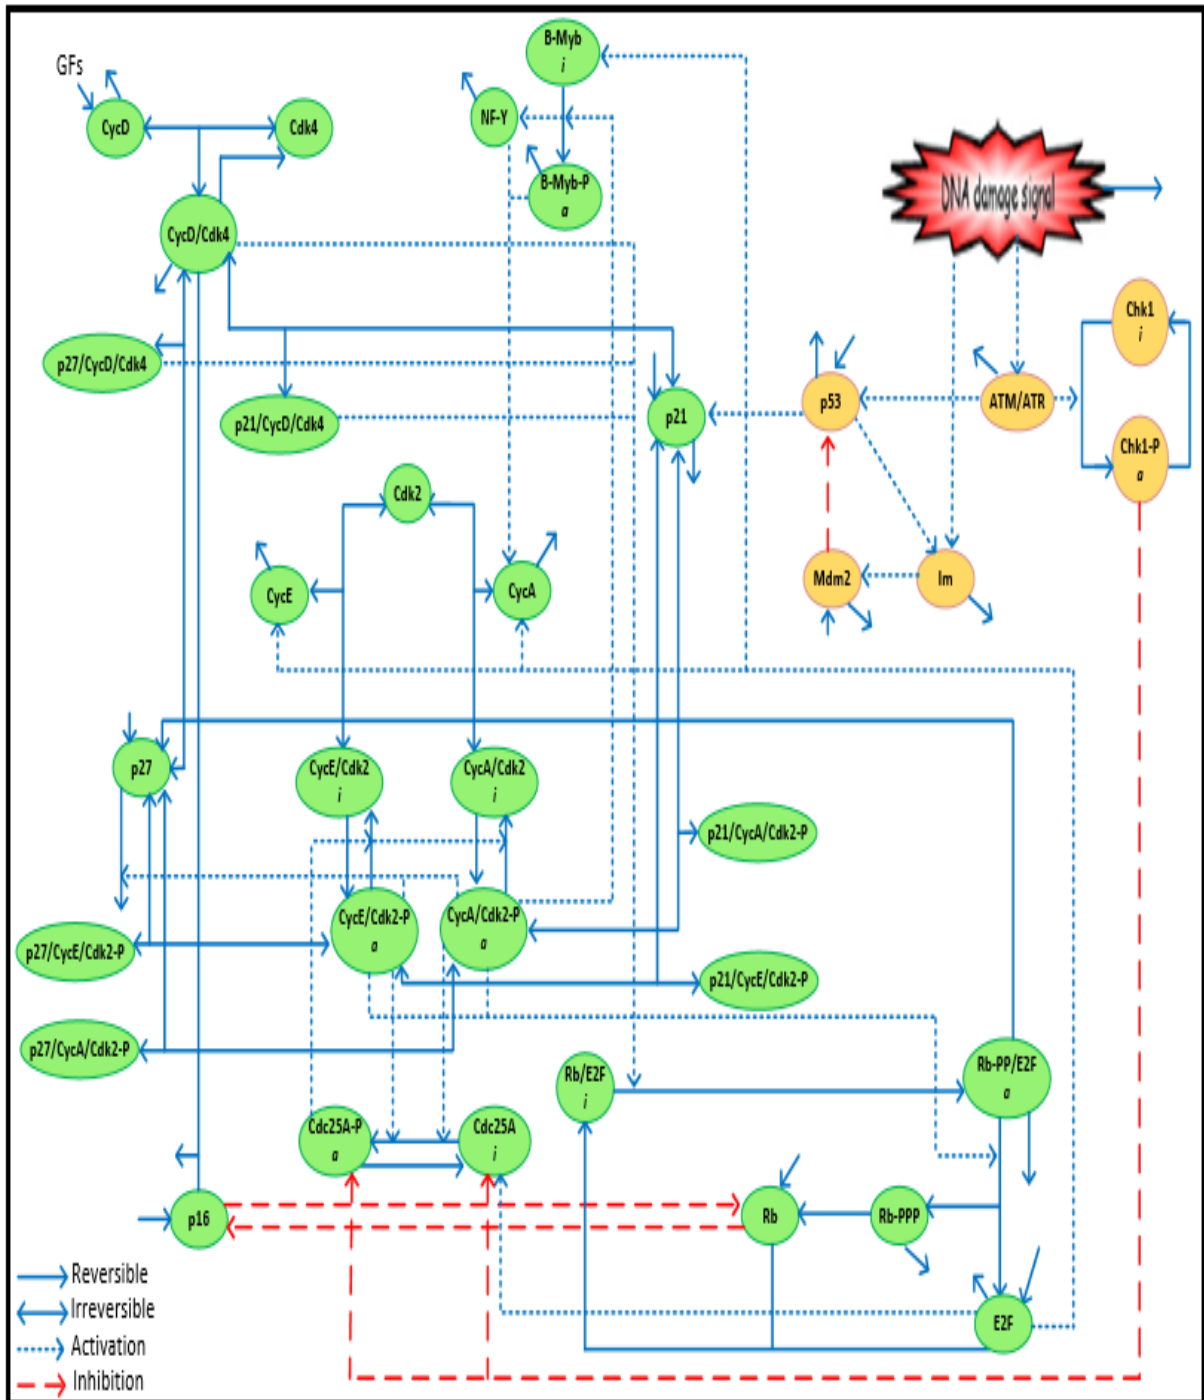 B-Myb
i
GFs
CycD
Cdk4
NF-Y
B-Myb-P
a
DNA damage signal
CycD/Cdk4
Chk1
i
p27/CycD/Cdk4
p53
ATM/ATR
p21/CycD/Cdk4
p21
Chk1-P
a
Cdk2
CycE
CycA
Mdm2
Im
p27
CycE/Cdk2
i
CycA/Cdk2
i
p21/CycA/Cdk2-P
CycE/Cdk2-P
a
CycA/Cdk2-P
a
p27/CycE/Cdk2-P
p21/CycE/Cdk2-P
p27/CycA/Cdk2-P
Rb/E2F
i
Rb-PP/E2F
a
Cdc25A-P
a
Cdc25A
i
p16
Rb
Rb-PPP
E2F
Reversible
Irreversible
Activation
Inhibition